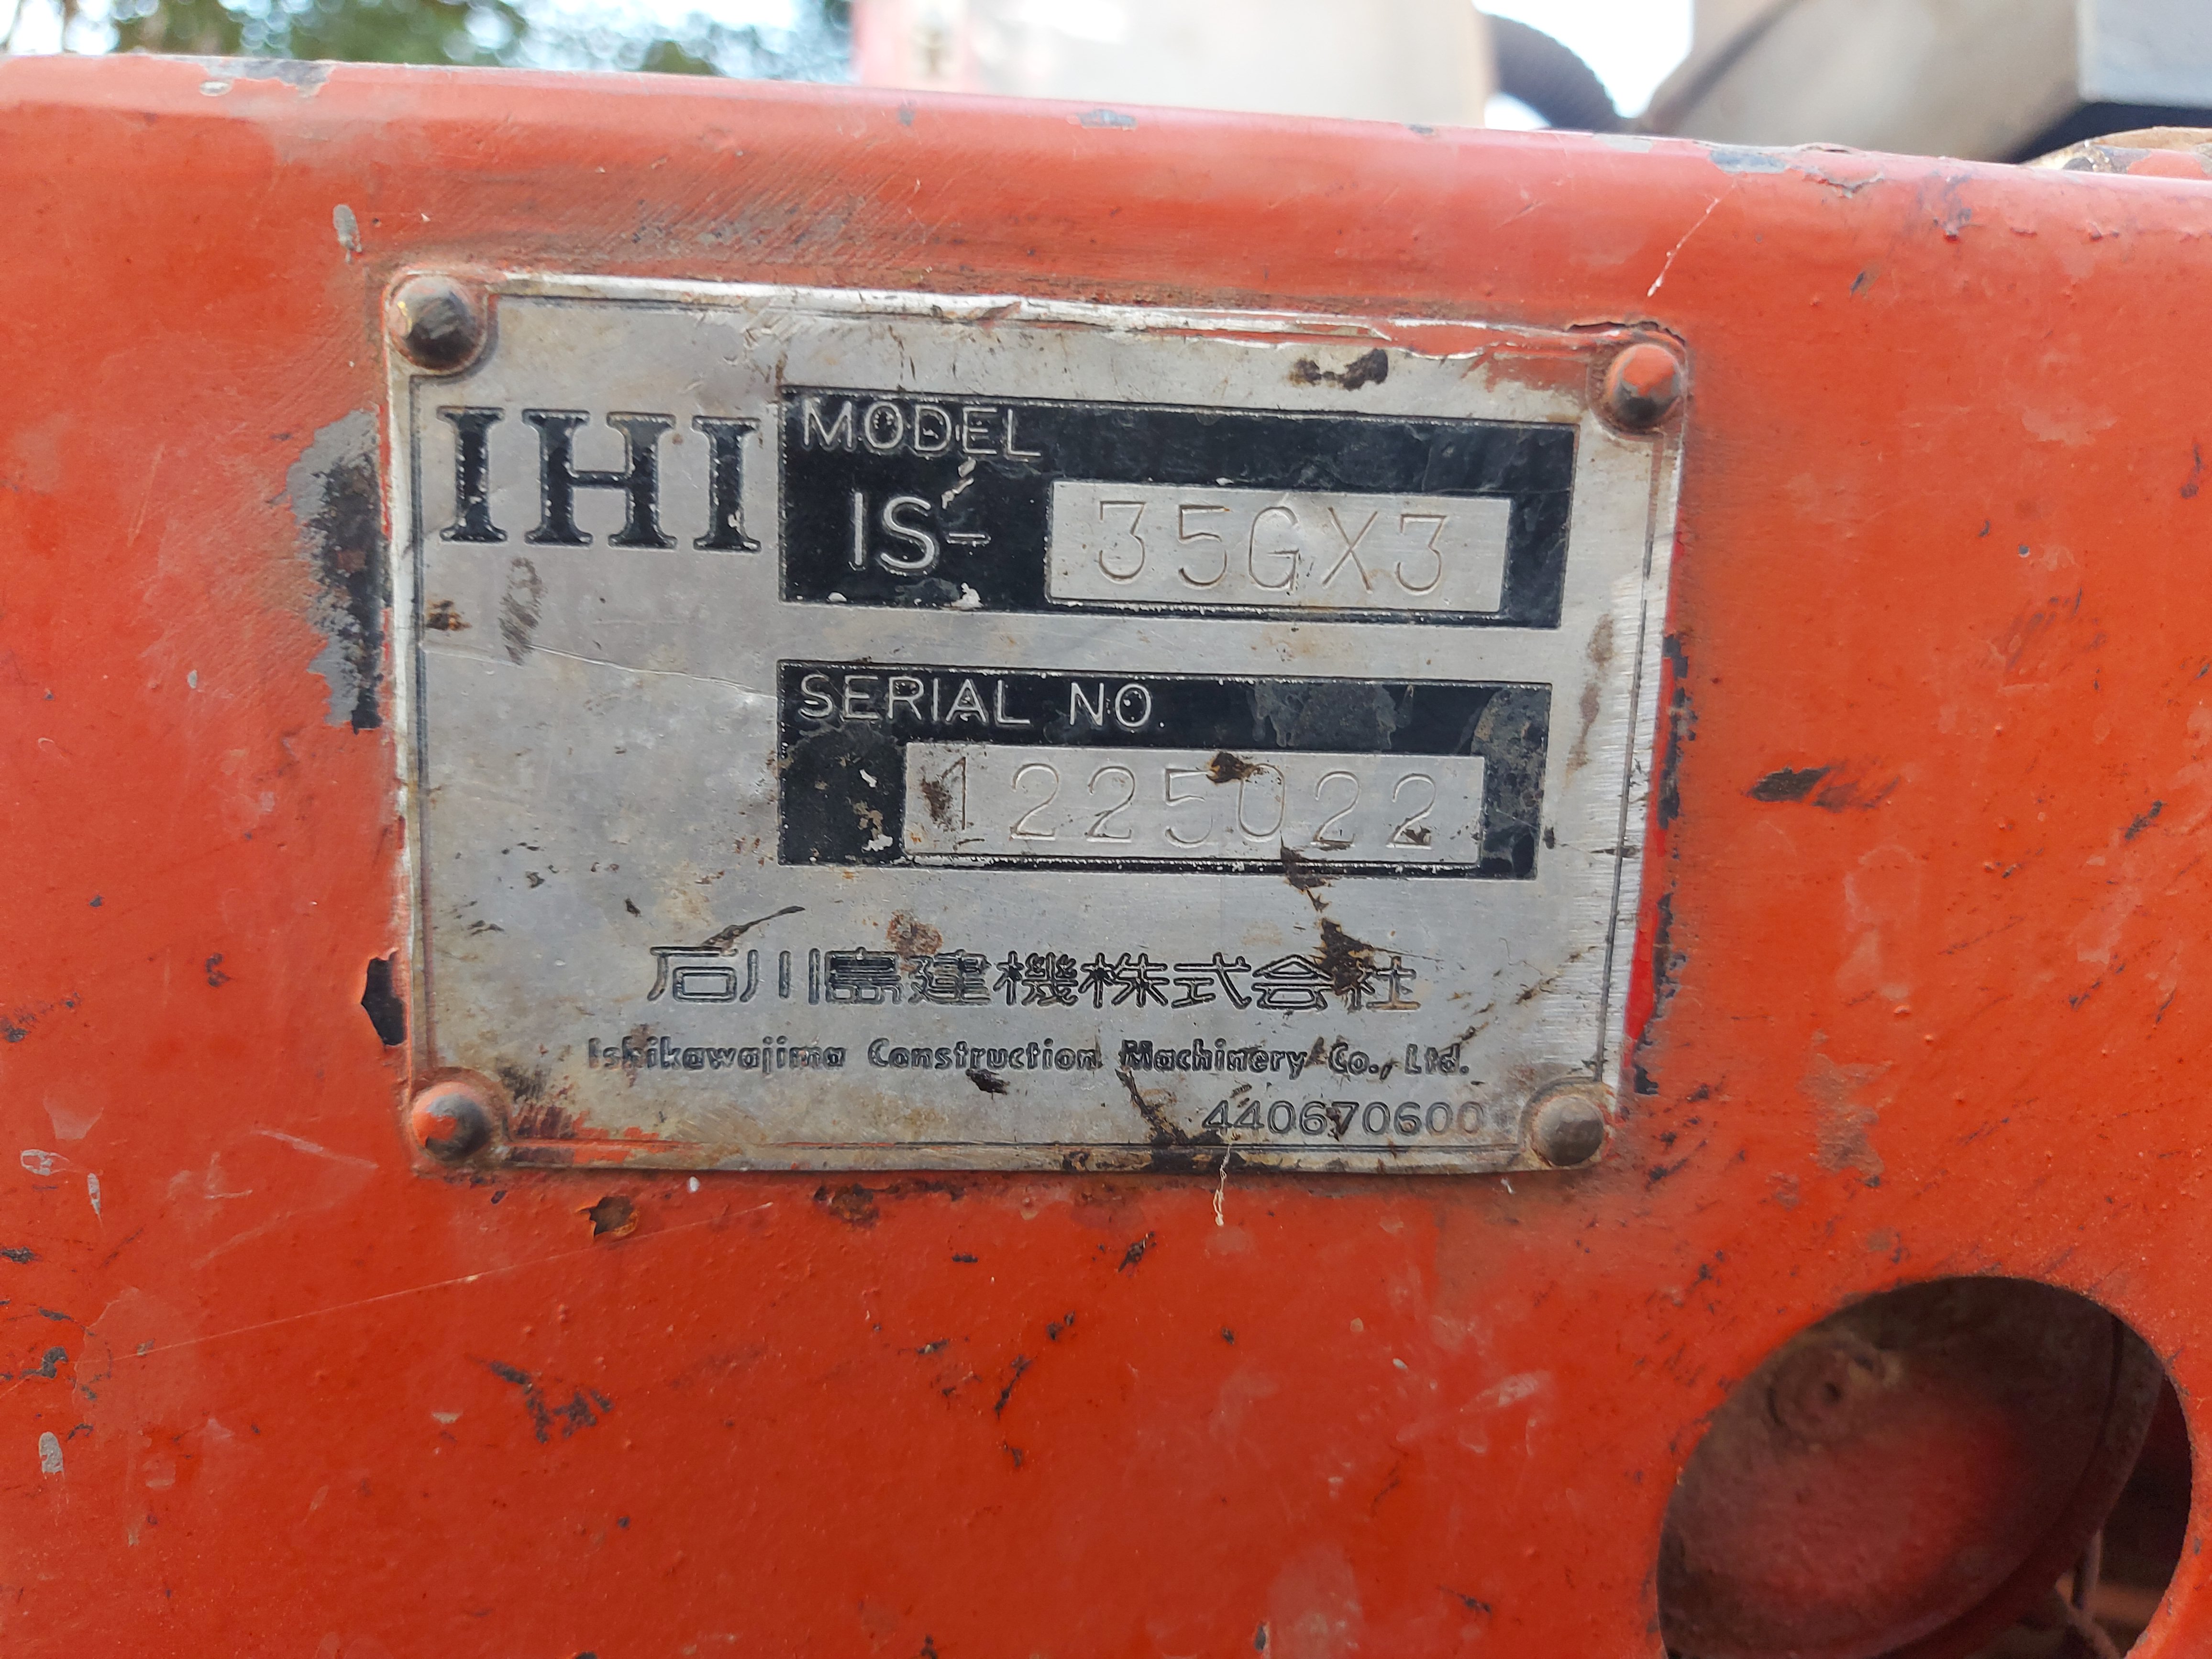 IHI
MODEL
IS- 35GX3
SERIAL NO.
1225022
石川島建機株式会社
Ishikawajima Construction Machinery Co., Ltd.
440670600